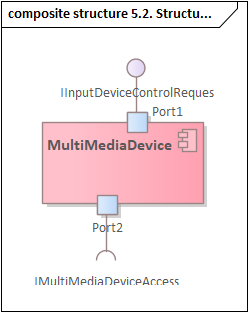 composite structure 5.2. Structu...
IInputDeviceControlReques
Port1
MultiMediaDevice
Port2
IMultiMediaDeviceAccess